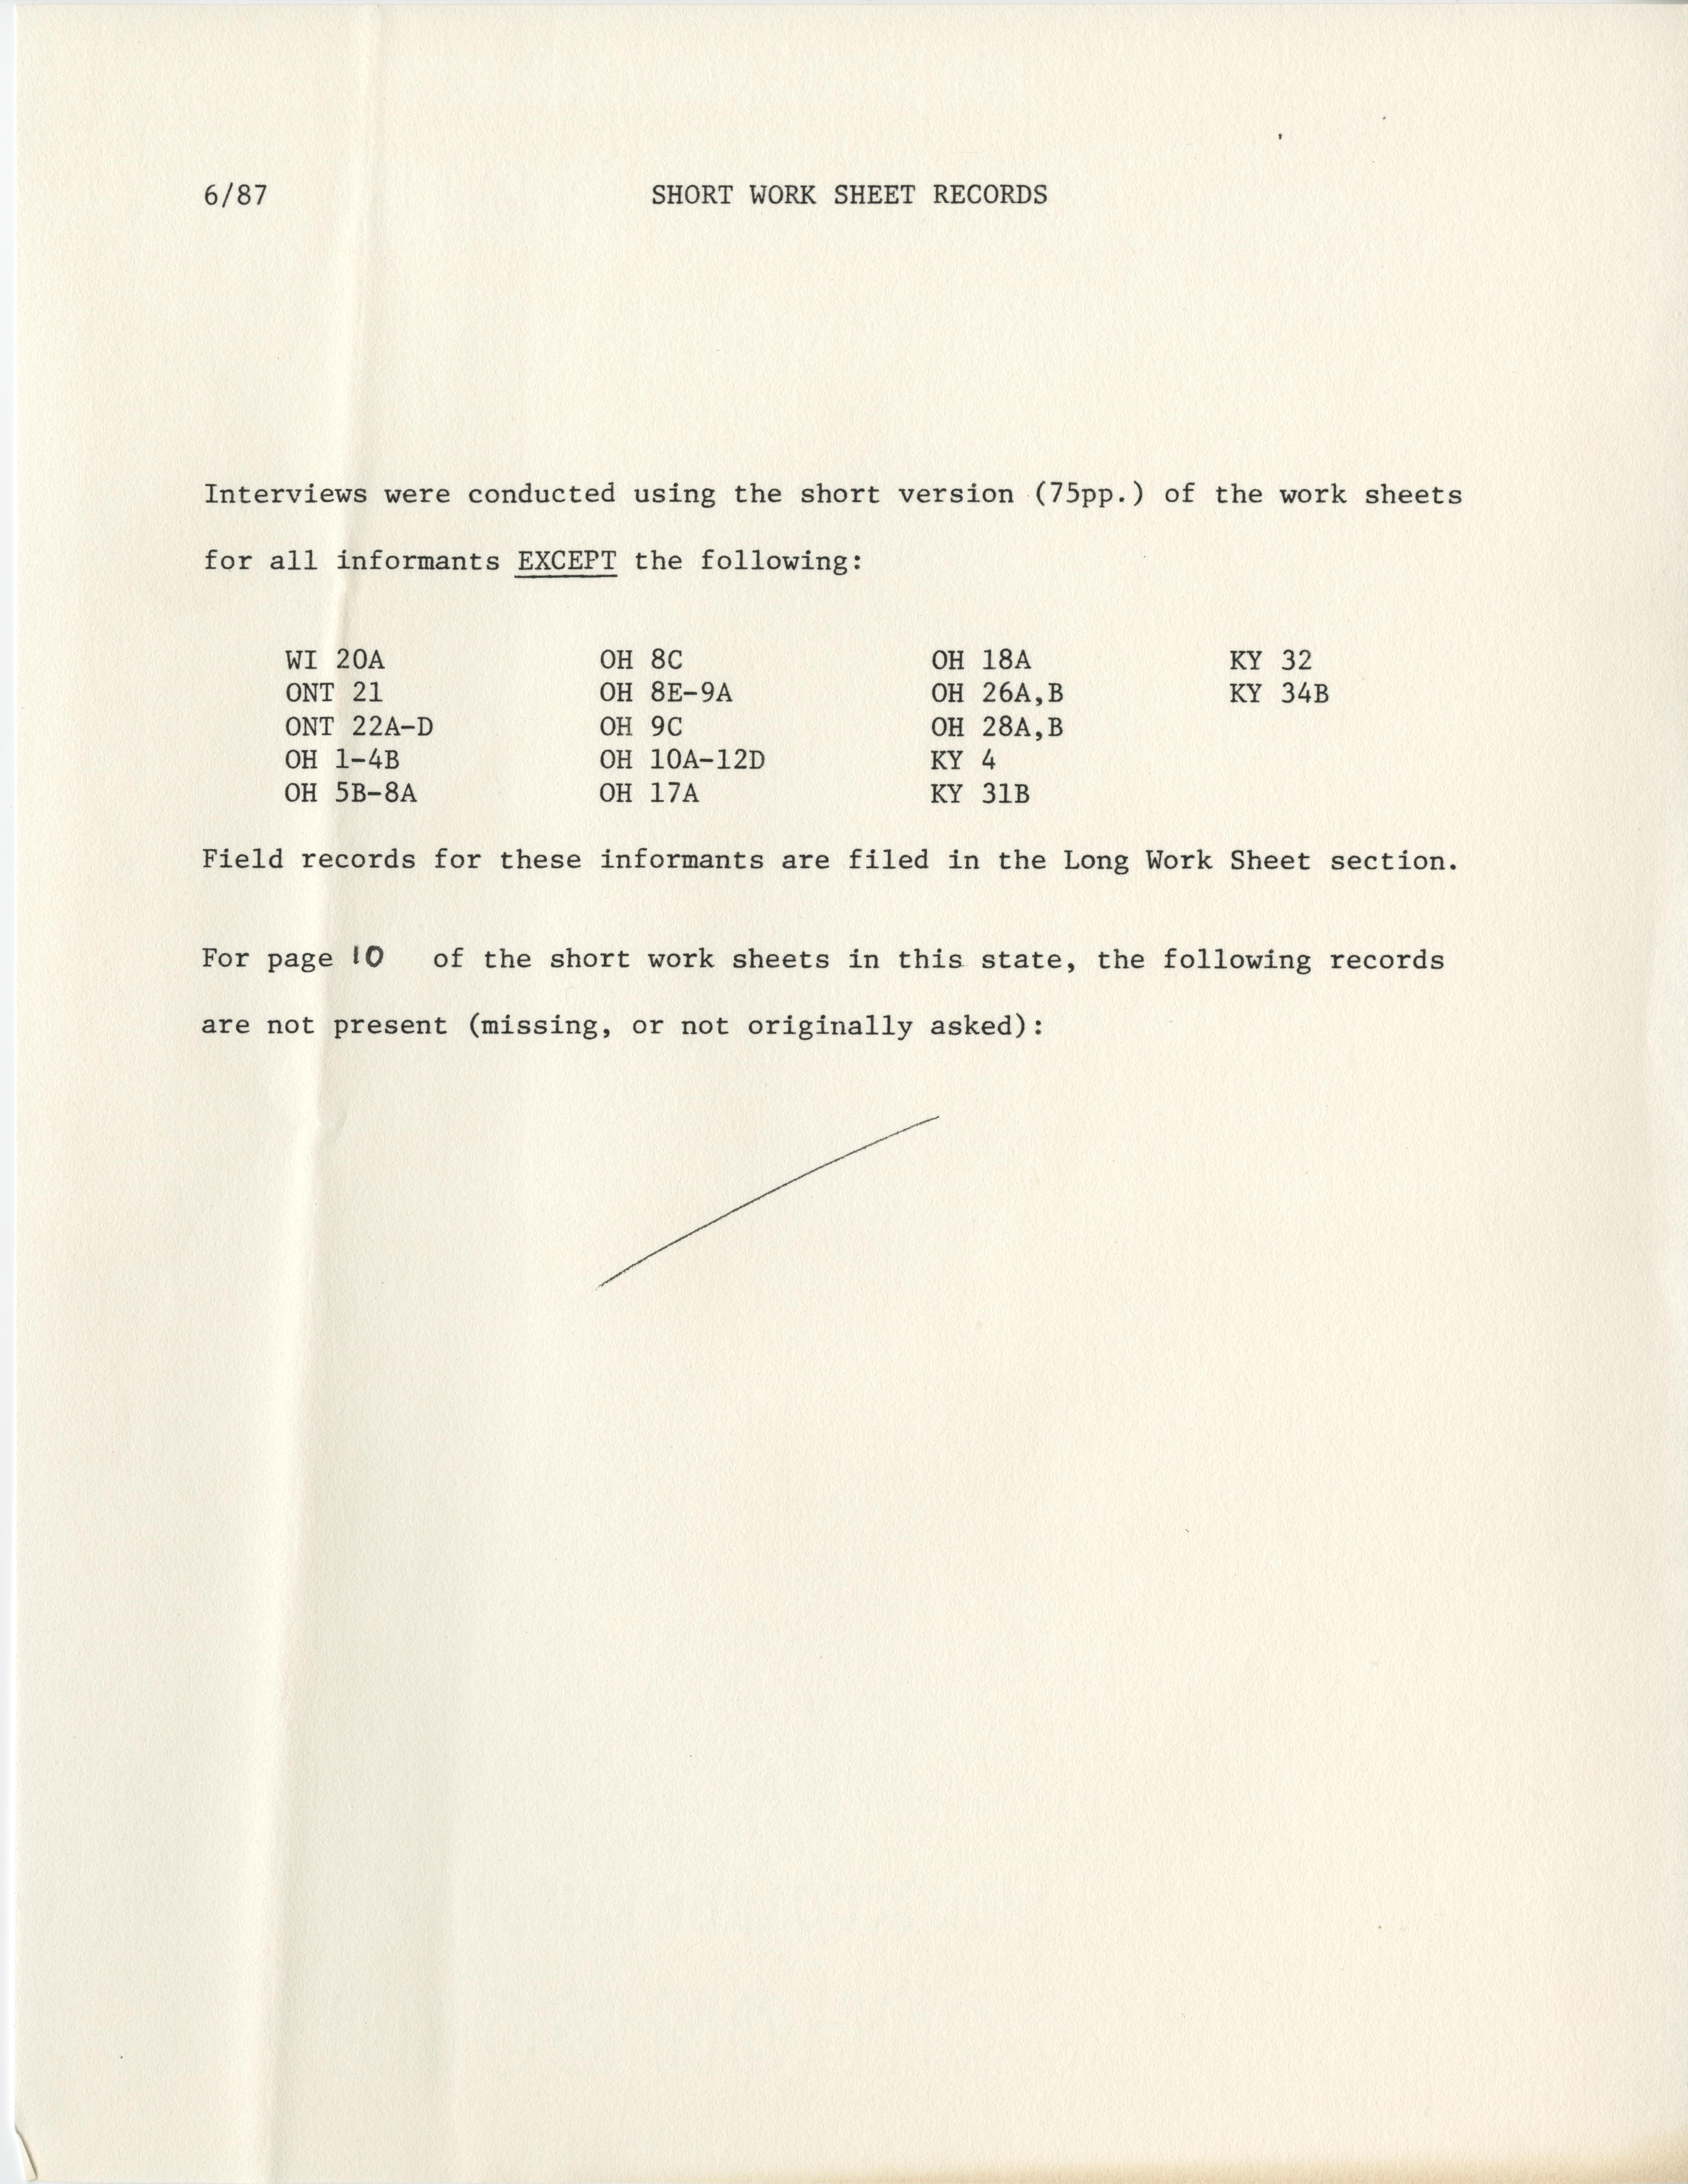 6/87 SHORT WORK SHEET RECORDS
Interviews were conducted using the short version (75pp.) of the work sheets
for all informants EXCEPT the following:
WI 20A OH 8C OH 18A KY 32
ONT 21 OH 8E-9A OH 26A,B KY 34B
ONT 22A-D OH 9C OH 28A,B
OH 1-4B OH 10A-12D KY 4
OH 5B-8A OH 17A KY 31B
Field records for these informants are filed in the Long Work Sheet section.
For page 10 of the short work sheets in this state, the following records
are not present (missing, or not originally asked):